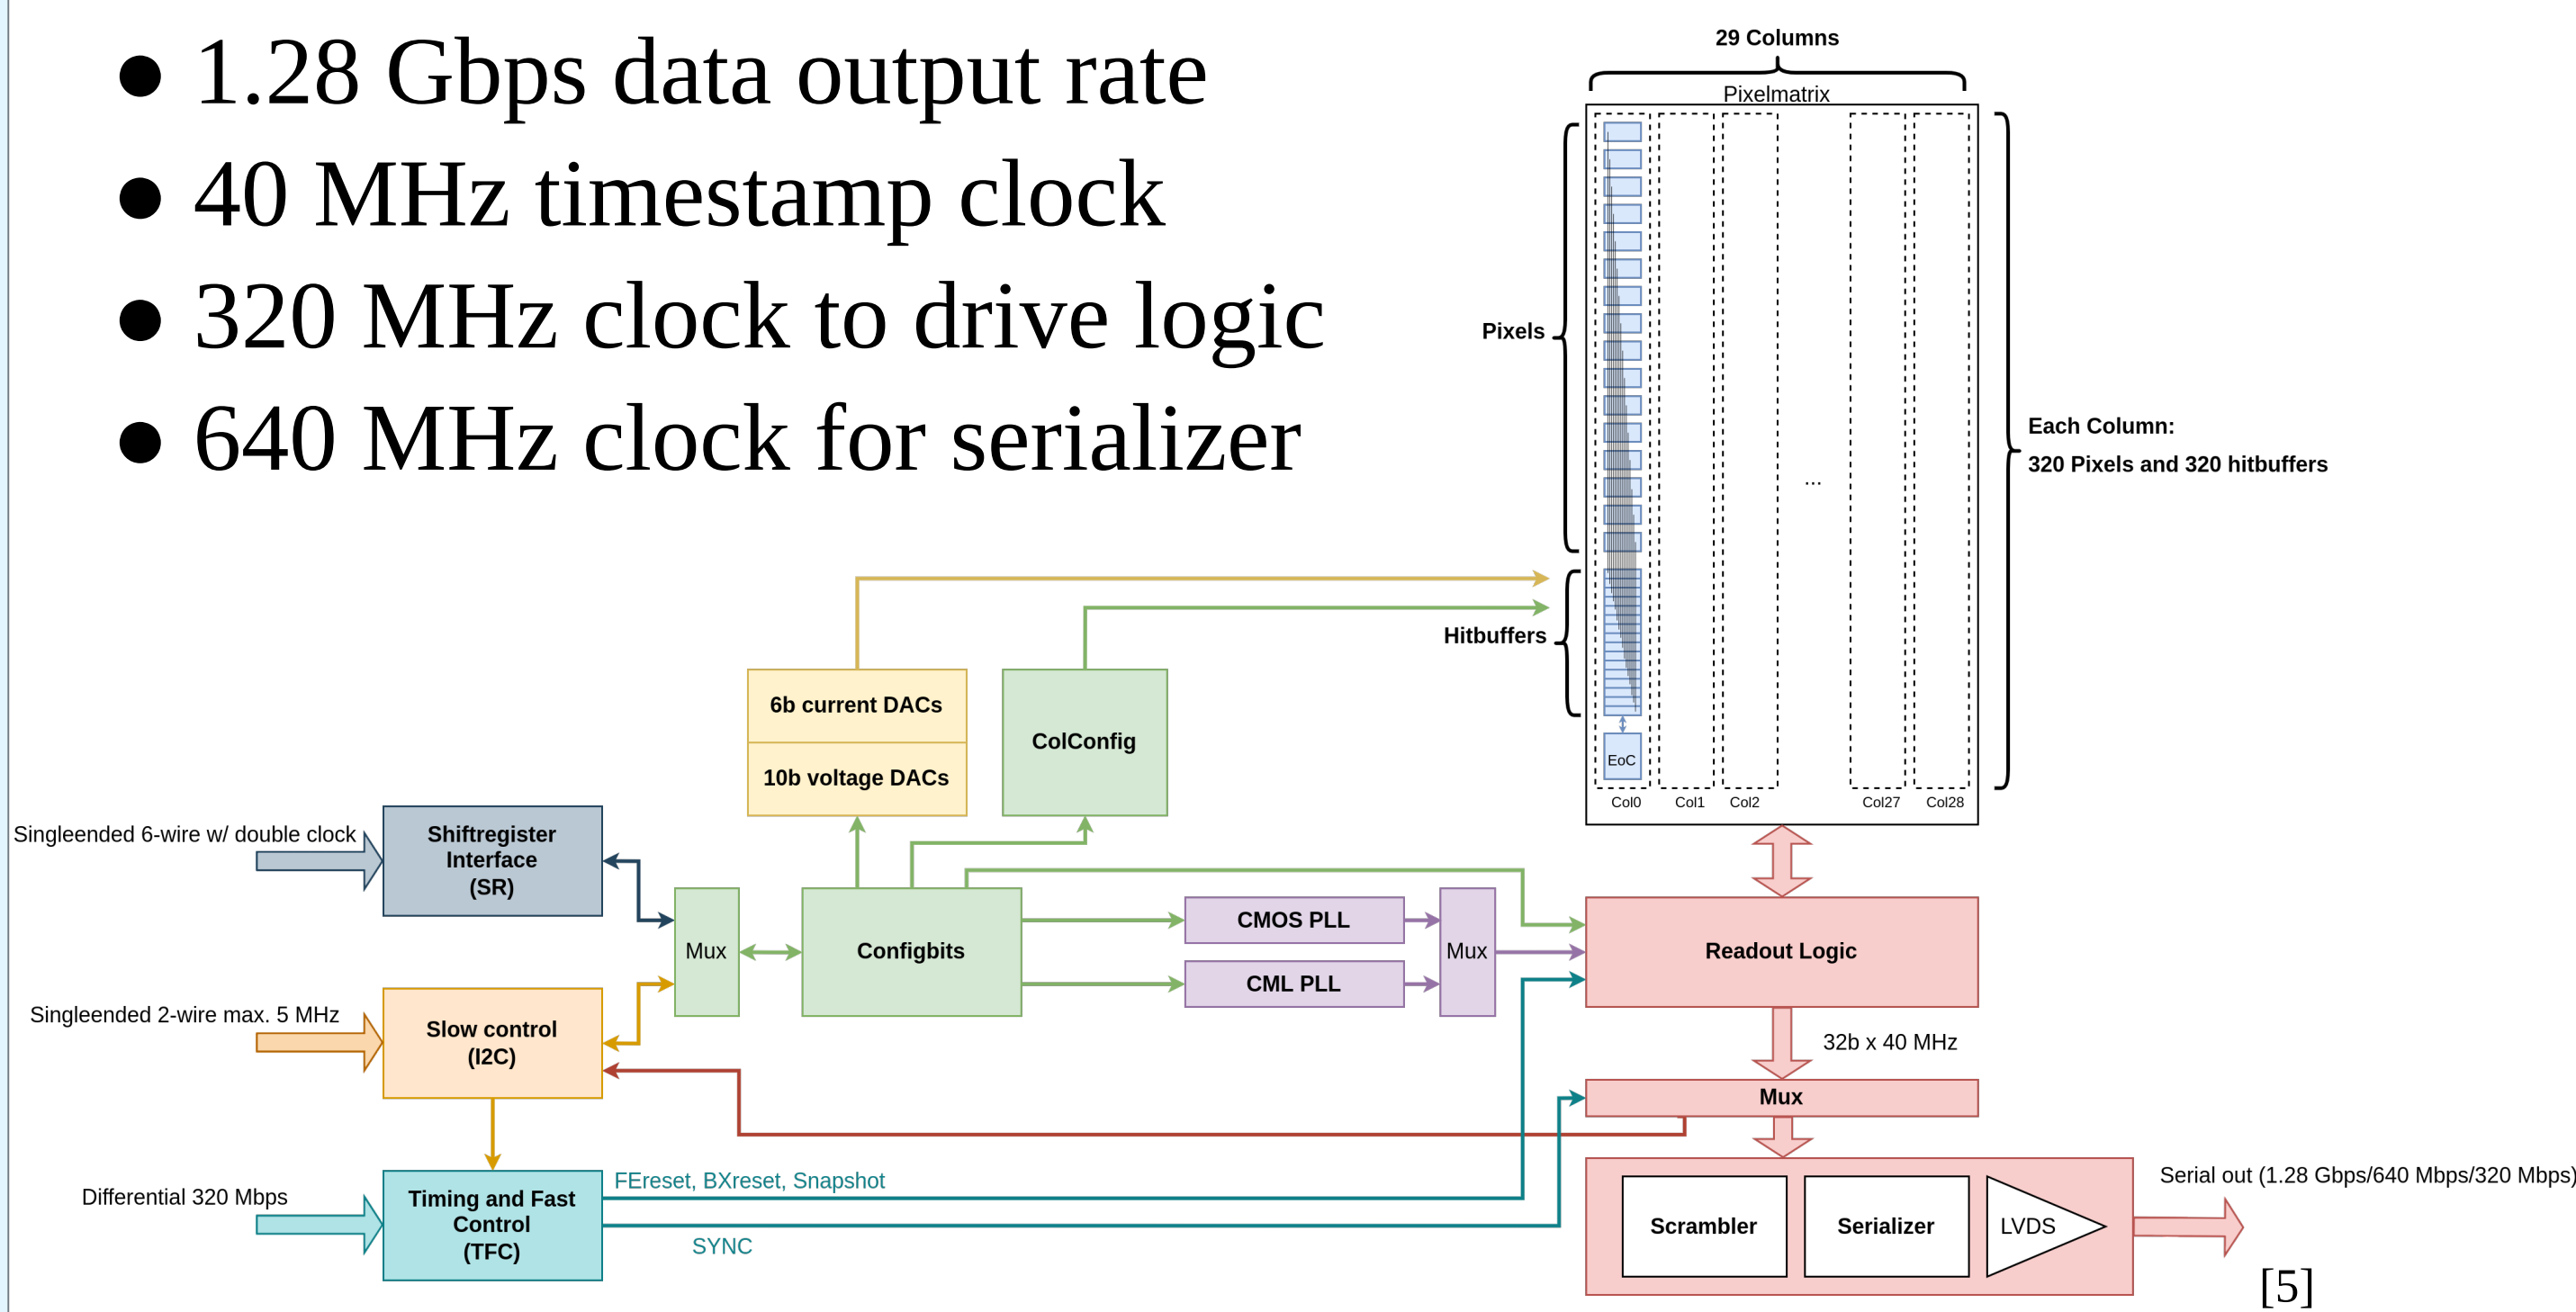 ● 1.28 Gbps data output rate
● 40 MHz timestamp clock
● 320 MHz clock to drive logic
● 640 MHz clock for serializer
29 Columns
Pixelmatrix
Pixels
Each Column:
320 Pixels and 320 hitbuffers
...
Hitbuffers
EoC
Col0
Col1
Col2
Col27
Col28
6b current DACs
10b voltage DACs
ColConfig
Singleended 6-wire w/ double clock
Shiftregister
Interface
(SR)
Mux
Configbits
CMOS PLL
CML PLL
Mux
Readout Logic
Singleended 2-wire max. 5 MHz
Slow control
(I2C)
32b x 40 MHz
Mux
Differential 320 Mbps
Timing and Fast
Control
(TFC)
FEreset, BXreset, Snapshot
SYNC
Scrambler
Serializer
LVDS
Serial out (1.28 Gbps/640 Mbps/320 Mbps)
[5]